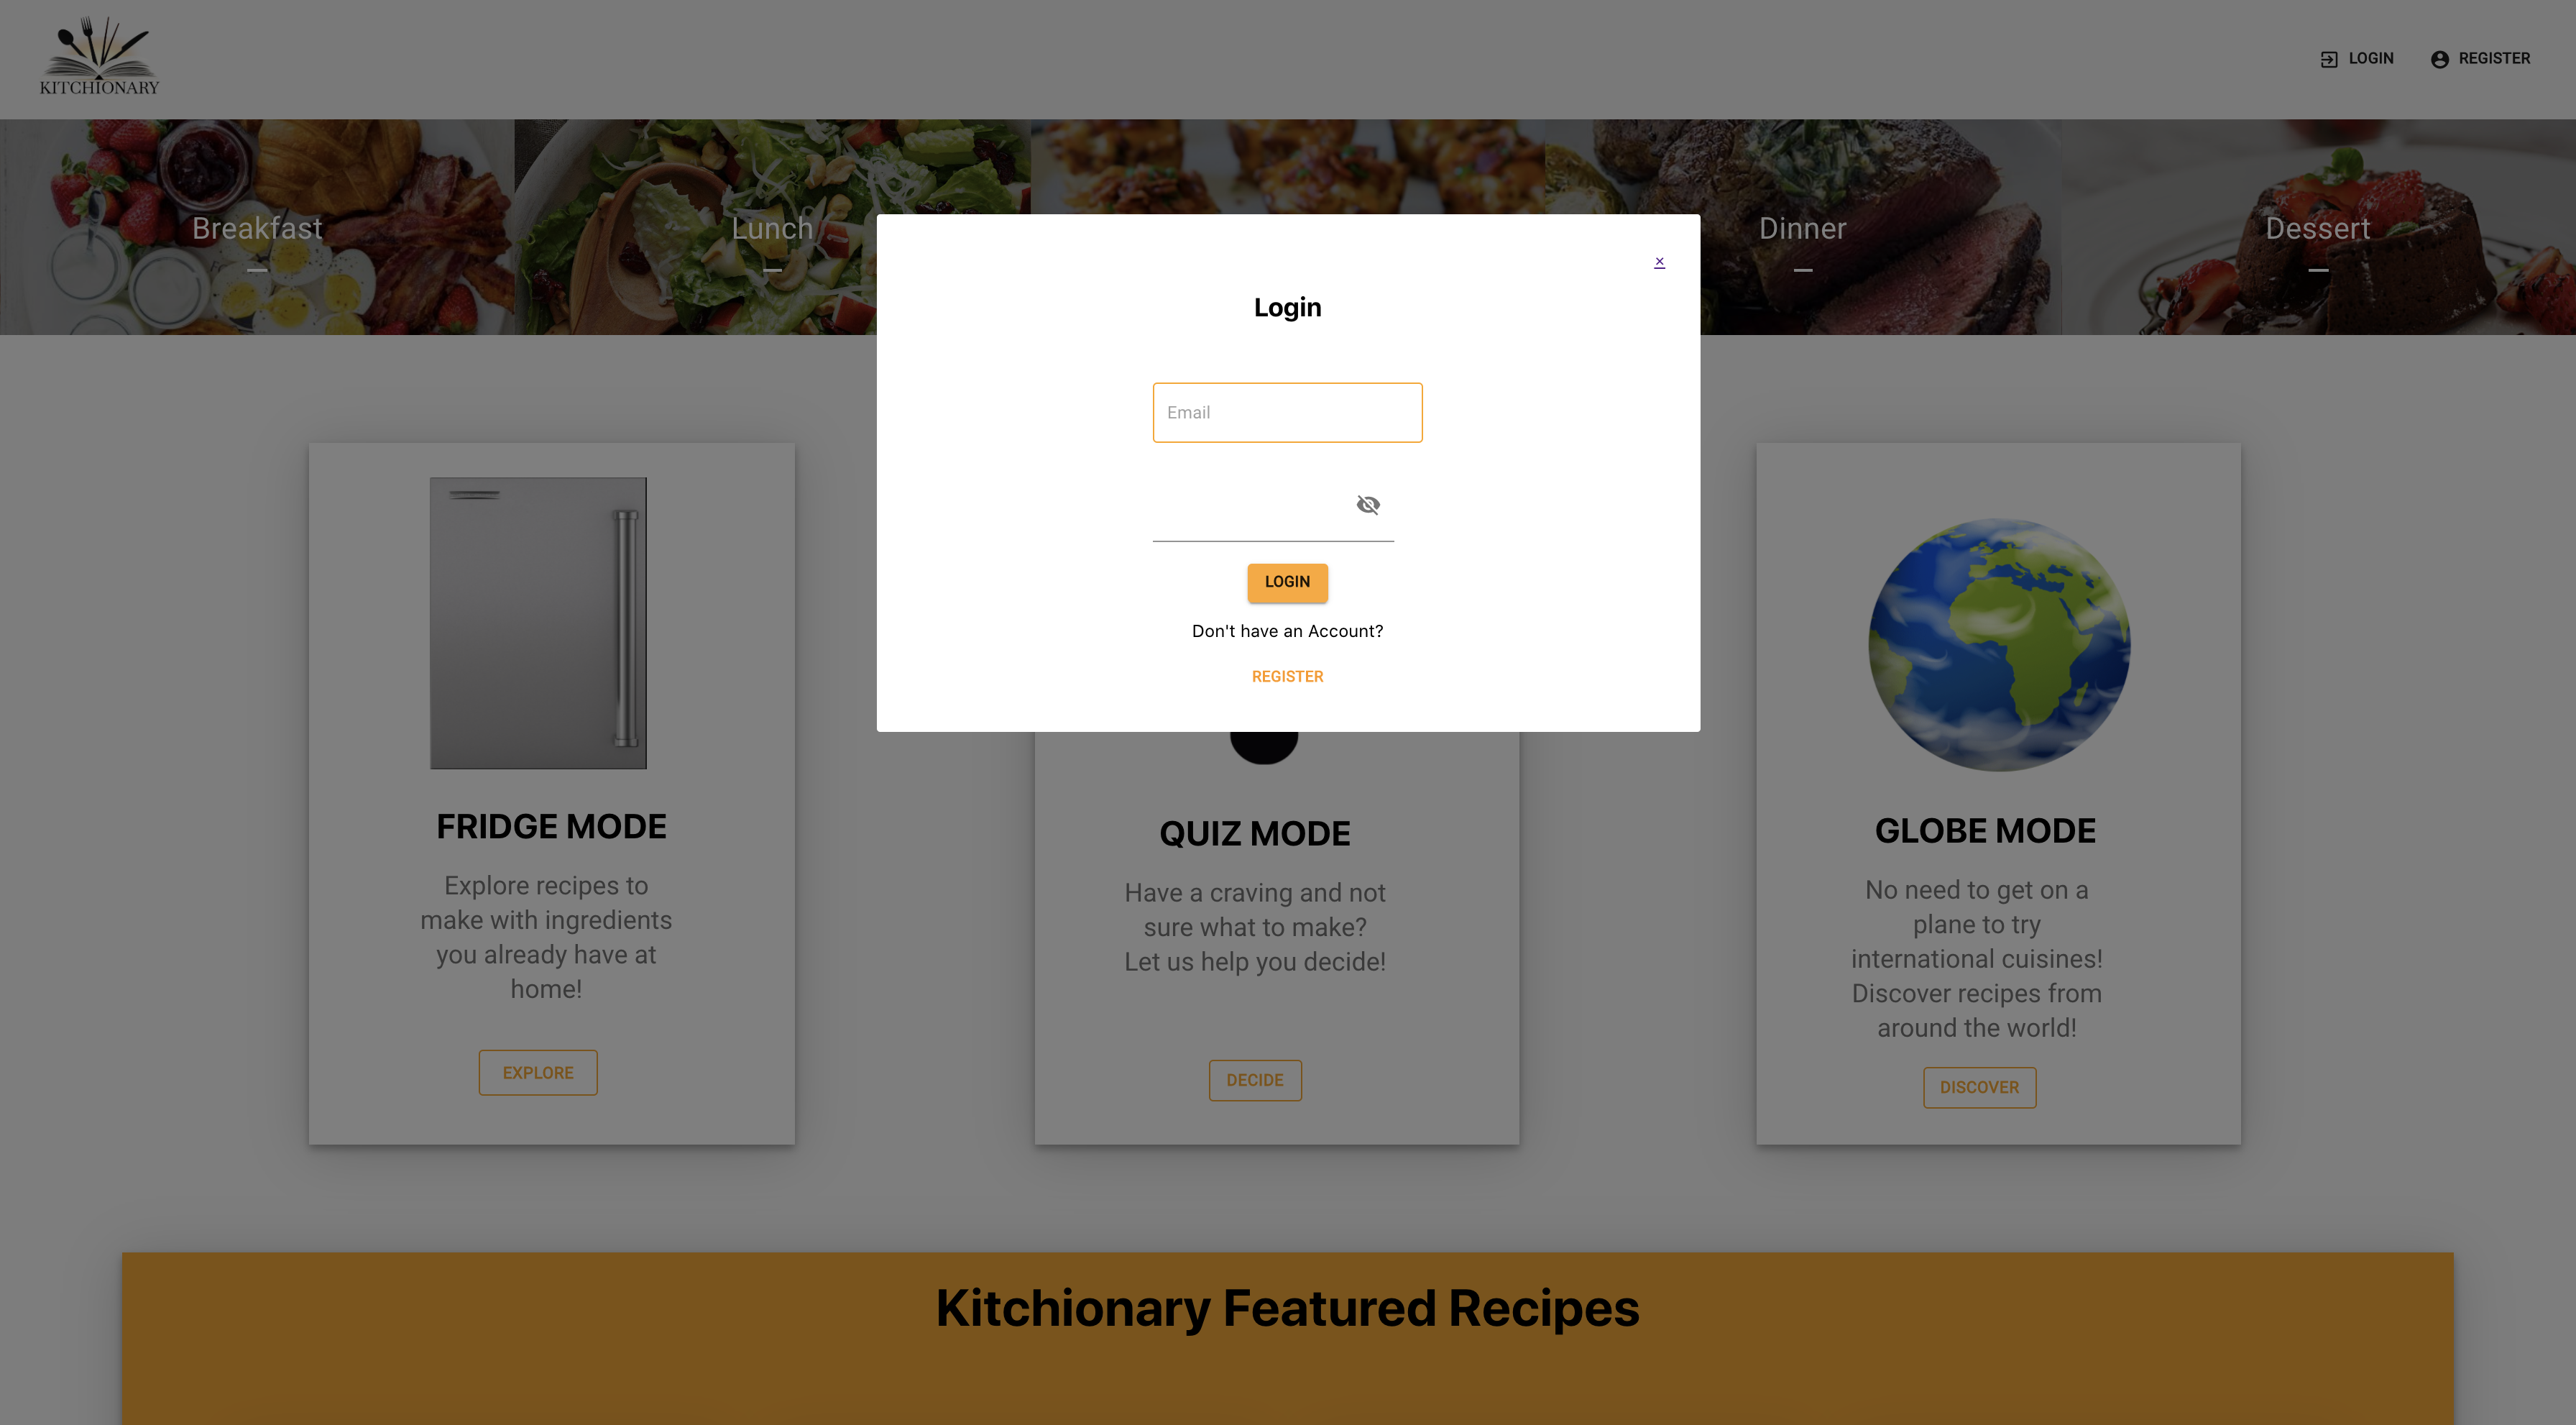 KITCHIONARY
LOGIN
REGISTER
Breakfast
Lunch
Dinner
Dessert
×
Login
Email
LOGIN
Don't have an Account?
REGISTER
FRIDGE MODE
Explore recipes to
make with ingredients
you already have at
home!
EXPLORE
QUIZ MODE
Have a craving and not
sure what to make?
Let us help you decide!
DECIDE
GLOBE MODE
No need to get on a
plane to try
international cuisines!
Discover recipes from
around the world!
DISCOVER
Kitchionary Featured Recipes